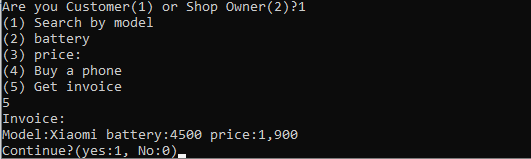 Are you Customer(1) or Shop Owner(2)?1
(1) Search by model
(2) battery
(3) price:
(4) Buy a phone
(5) Get invoice
5
Invoice:
Model:Xiaomi battery:4500 price:1,900
Continue?(yes:1, No:0)